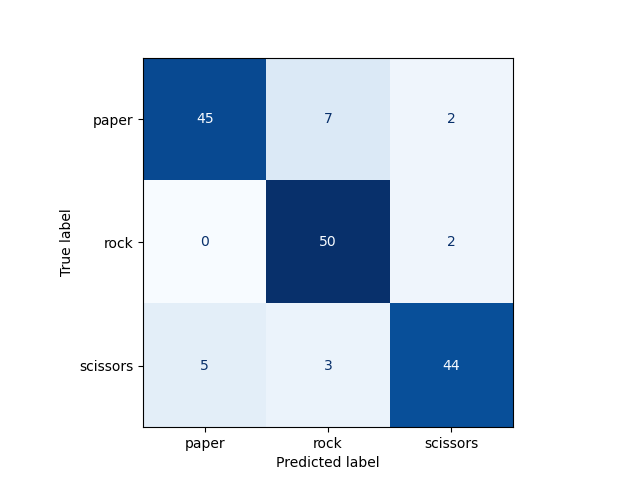 paper 45 7 2
rock 0 50 2
scissors 5 3 44
paper rock scissors
Predicted label
True label